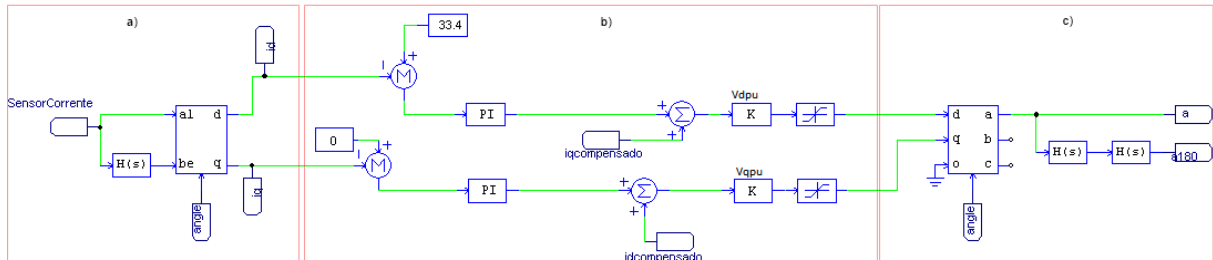 a)
b)
c)
33.4
id
SensorCorrente
al
d
be
q
H(s)
iq
angle
M
PI
Σ
iqcompensado
Vdpu
K
0
M
PI
Σ
idcompensado
Vqpu
K
d
a
q
b
o
c
angle
a
H(s)
H(s)
a180